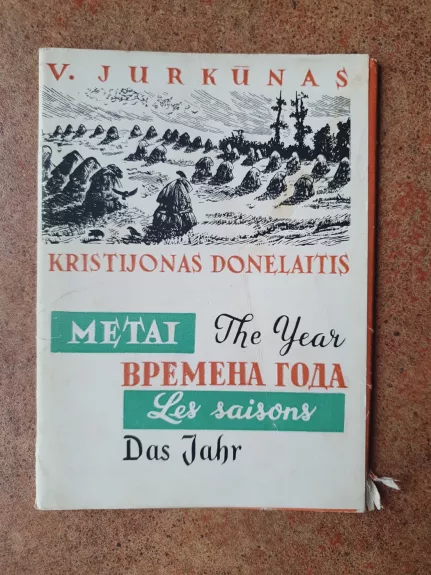 V. JURKŪNAS
KRISTIJONAS DONELAITIS
METAI The Year
ВРЕМЕНА ГОДА
Les saisons
Das Jahr